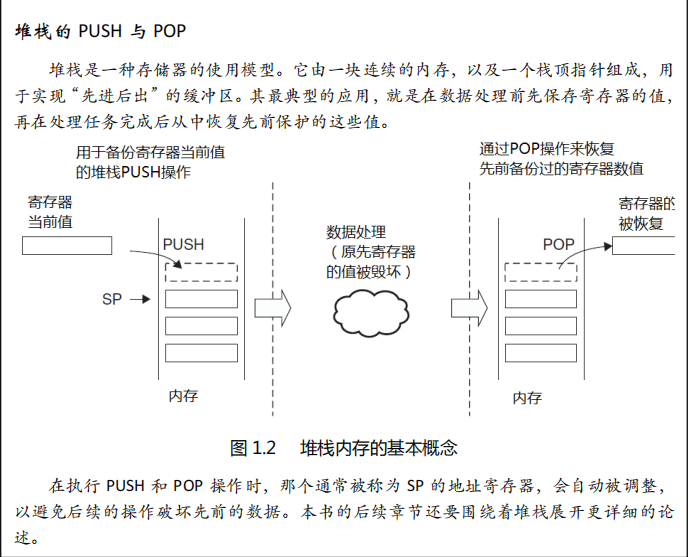 堆栈的 PUSH 与 POP
堆栈是一种存储器的使用模型。它由一块连续的内存，以及一个栈顶指针组成，用
于实现“先进后出”的缓冲区。其最典型的应用，就是在数据处理前先保存寄存器的值，
再在处理任务完成后从中恢复先前保护的这些值。
用于备份寄存器当前值
的堆栈PUSH操作
通过POP操作来恢复
先前备份过的寄存器数值
寄存器
当前值
寄存器的
被恢复
PUSH
数据处理
（原先寄存器
的值被毁坏）
POP
SP
内存
内存
图 1.2 堆栈内存的基本概念
在执行 PUSH 和 POP 操作时，那个通常被称为 SP 的地址寄存器，会自动被调整，
以避免后续的操作破坏先前的数据。本书的后续章节还要围绕着堆栈展开更详细的论
述。